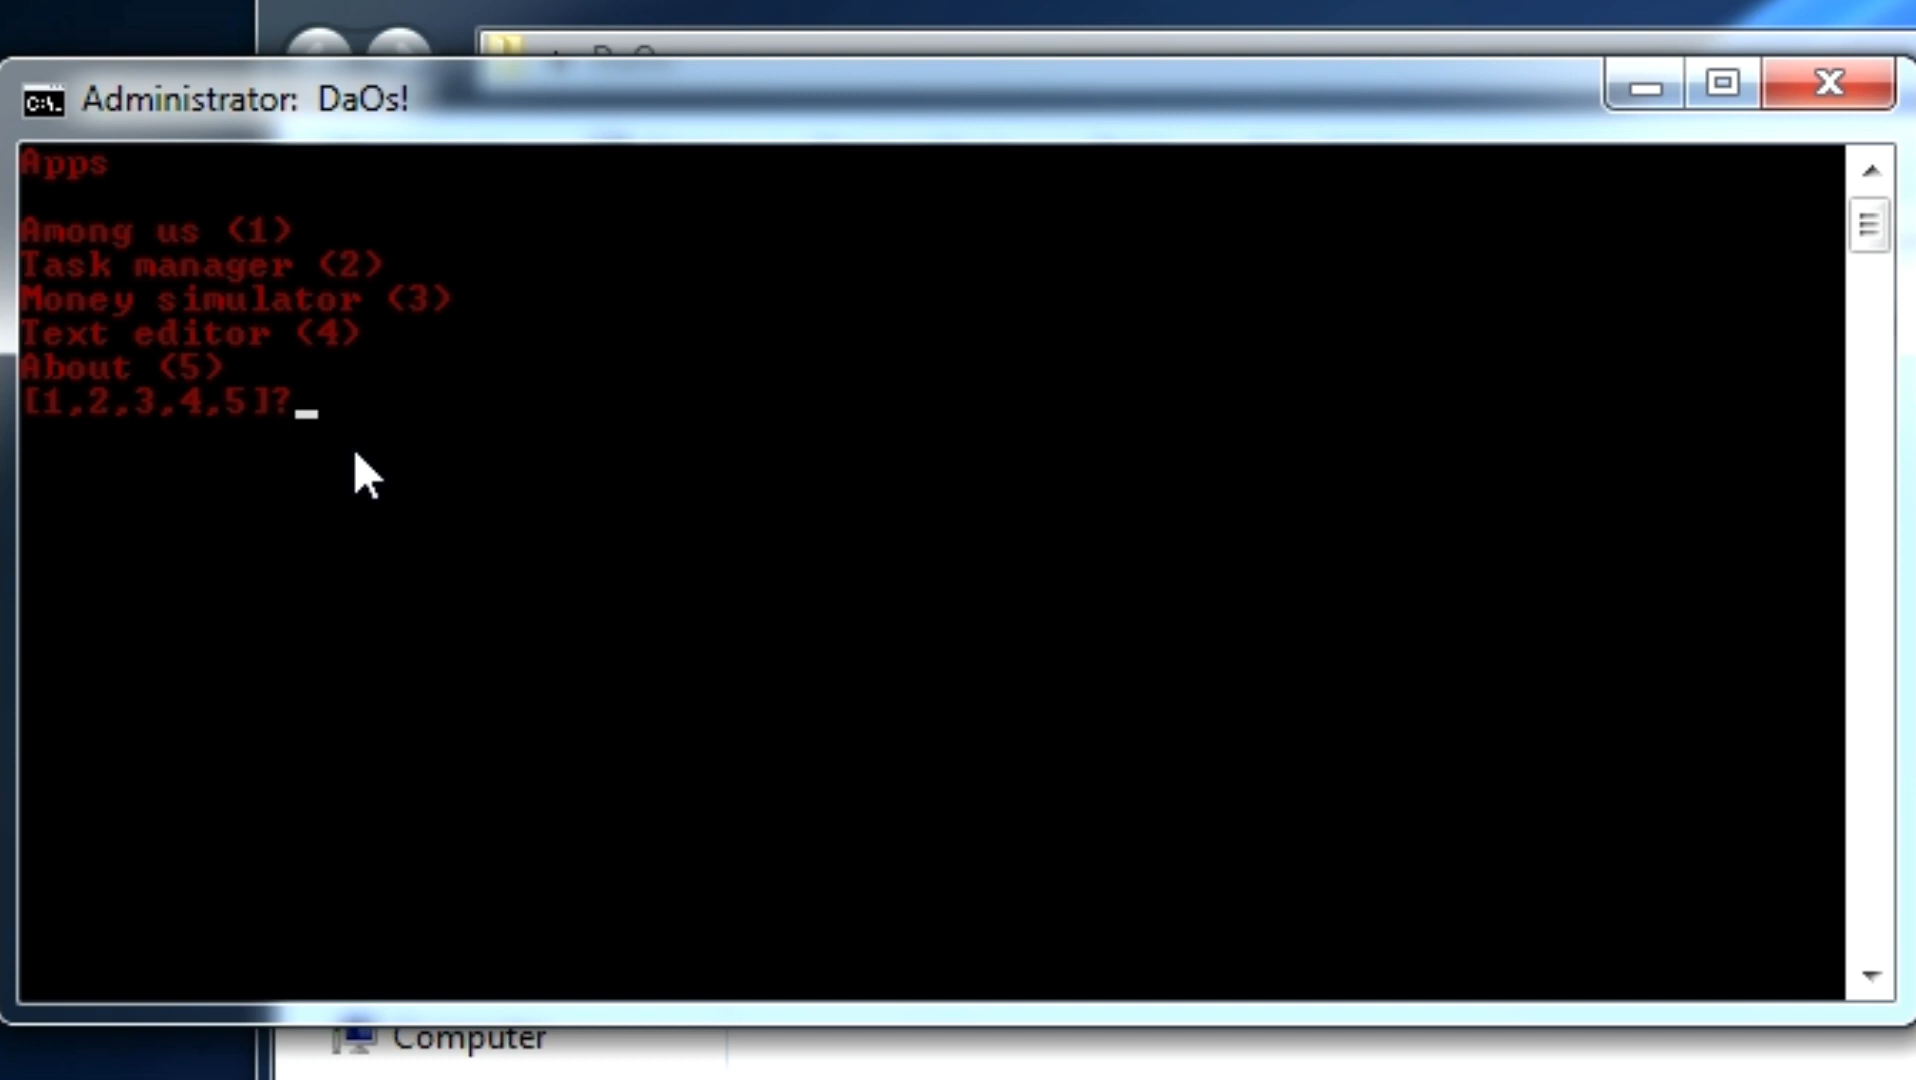 Administrator:  DaOs!
Apps
Among us (1)
Task manager (2)
Money simulator (3)
Text editor (4)
About (5)
[1,2,3,4,5]?
Computer